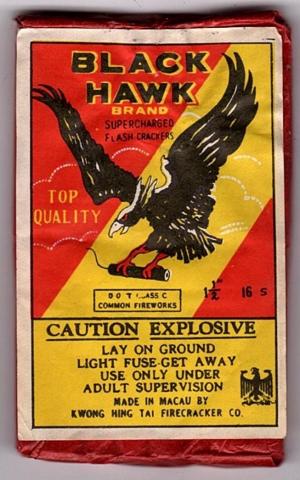 BLACK
HAWK
BRAND
SUPERCHARGED
FLASH CRACKERS
TOP
QUALITY
D O T CLASS C
COMMON FIREWORKS
1½" 16 S
CAUTION EXPLOSIVE
LAY ON GROUND
LIGHT FUSE-GET AWAY
USE ONLY UNDER
ADULT SUPERVISION
MADE IN MACAU BY
KWONG HING TAI FIRECRACKER CO.